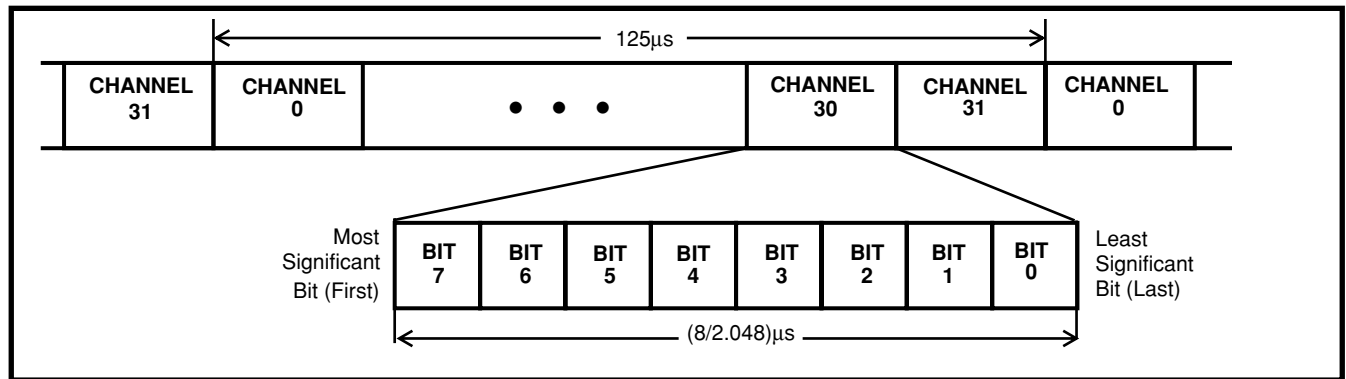 125μs
CHANNEL 31
CHANNEL 0
• • •
CHANNEL 30
CHANNEL 31
CHANNEL 0
Most
Significant
Bit (First)
BIT 7
BIT 6
BIT 5
BIT 4
BIT 3
BIT 2
BIT 1
BIT 0
Least
Significant
Bit (Last)
(8/2.048)μs